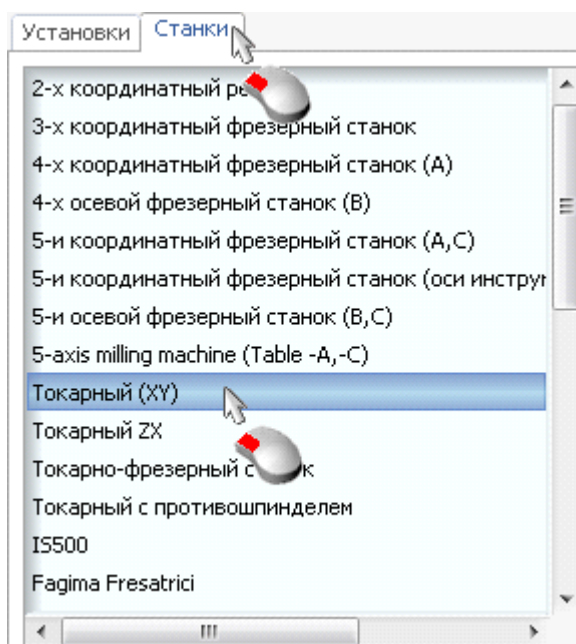 Установки Станки
2-х координатный
3-х координатный фрезерный станок
4-х координатный фрезерный станок (A)
4-х осевой фрезерный станок (B)
5-и координатный фрезерный станок (A,C)
5-и координатный фрезерный станок (оси инстру
5-и осевой фрезерный станок (B,C)
5-axis milling machine (Table -A,-C)
Токарный (XY)
Токарный ZX
Токарно-фрезерный
Токарный с противошпинделем
IS500
Fagima Fresatrici